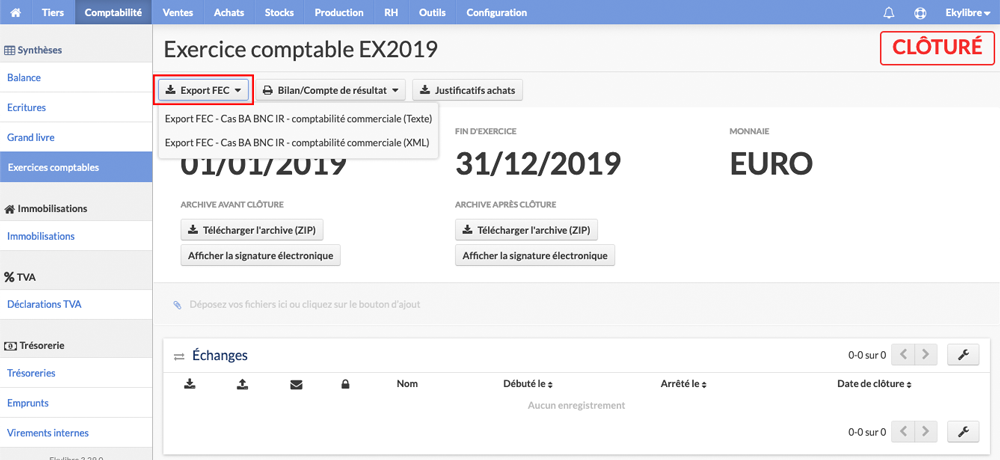 Tiers Comptabilité Ventes Achats Stocks Production RH Outils Configuration Ekylibre
Synthèses
Balance
Ecritures
Grand livre
Exercices comptables
Immobilisations
Immobilisations
TVA
Déclarations TVA
Trésorerie
Trésoreries
Emprunts
Virements internes
Exercice comptable EX2019
CLÔTURÉ
Export FEC Bilan/Compte de résultat Justificatifs achats
Export FEC - Cas BA BNC IR - comptabilité commerciale (Texte)
Export FEC - Cas BA BNC IR - comptabilité commerciale (XML)
FIN D'EXERCICE MONNAIE
01/01/2019 31/12/2019 EURO
ARCHIVE AVANT CLÔTURE ARCHIVE APRÈS CLÔTURE
Télécharger l'archive (ZIP) Télécharger l'archive (ZIP)
Afficher la signature électronique Afficher la signature électronique
Déposez vos fichiers ici ou cliquez sur le bouton d'ajout
Échanges 0-0 sur 0
Nom Débuté le Arrêté le Date de clôture
Aucun enregistrement
0-0 sur 0